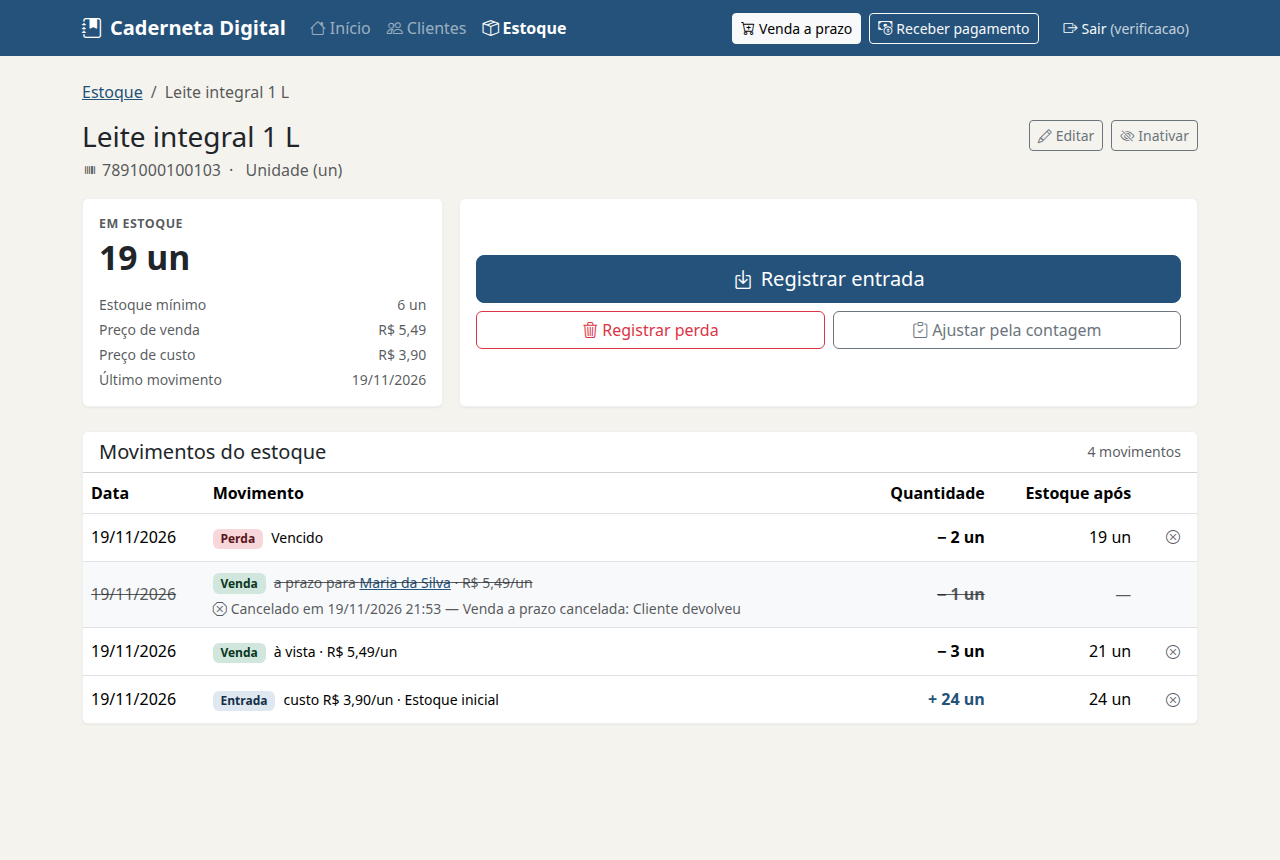 Caderneta Digital Início Clientes Estoque Venda a prazo Receber pagamento Sair (verificacao)
Estoque / Leite integral 1 L
Leite integral 1 L Editar Inativar
7891000100103 · Unidade (un)
EM ESTOQUE
19 un
Estoque mínimo 6 un
Preço de venda R$ 5,49
Preço de custo R$ 3,90
Último movimento 19/11/2026
Registrar entrada
Registrar perda Ajustar pela contagem
Movimentos do estoque 4 movimentos
Data Movimento Quantidade Estoque após
19/11/2026 Perda Vencido − 2 un 19 un
19/11/2026 Venda a prazo para Maria da Silva · R$ 5,49/un − 1 un —
Cancelado em 19/11/2026 21:53 — Venda a prazo cancelada: Cliente devolveu
19/11/2026 Venda à vista · R$ 5,49/un − 3 un 21 un
19/11/2026 Entrada custo R$ 3,90/un · Estoque inicial + 24 un 24 un